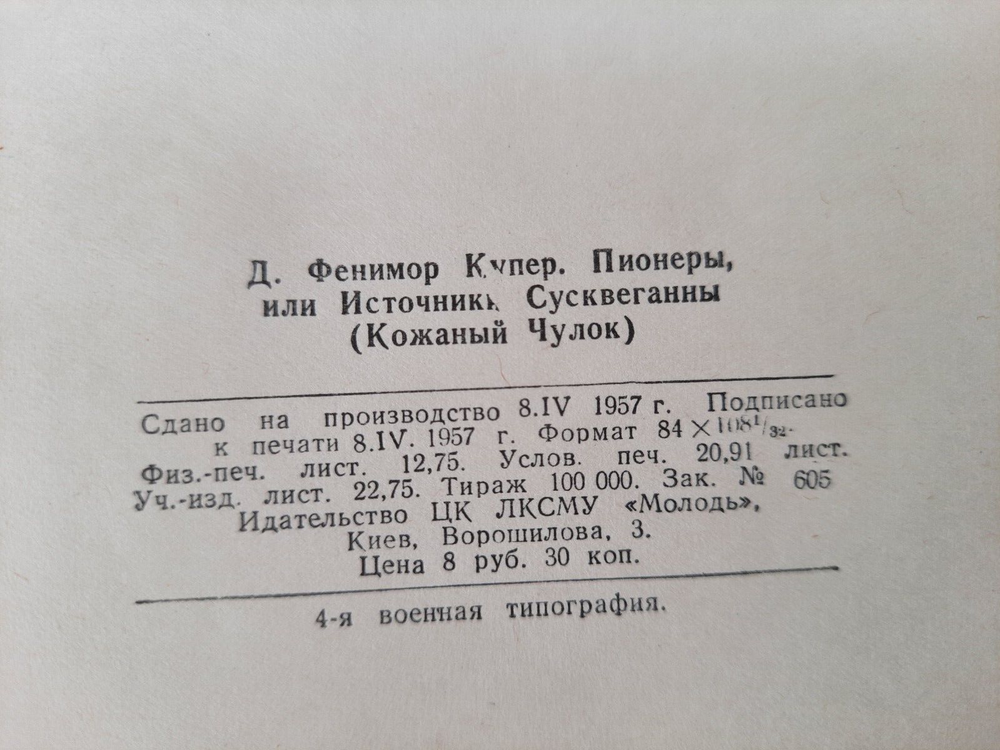 Д. Фенимор Купер. Пионеры,
или Источники Сусквеганны
(Кожаный Чулок)
Сдано на производство 8.IV 1957 г. Подписано
к печати 8.IV. 1957 г. Формат 84 × 108¹/₃₂.
Физ.-печ. лист. 12,75. Услов. печ. 20,91 лист.
Уч.-изд. лист. 22,75. Тираж 100 000. Зак. № 605
Идательство ЦК ЛКСМУ «Молодь»,
Киев, Ворошилова, 3.
Цена 8 руб. 30 коп.
4-я военная типография.